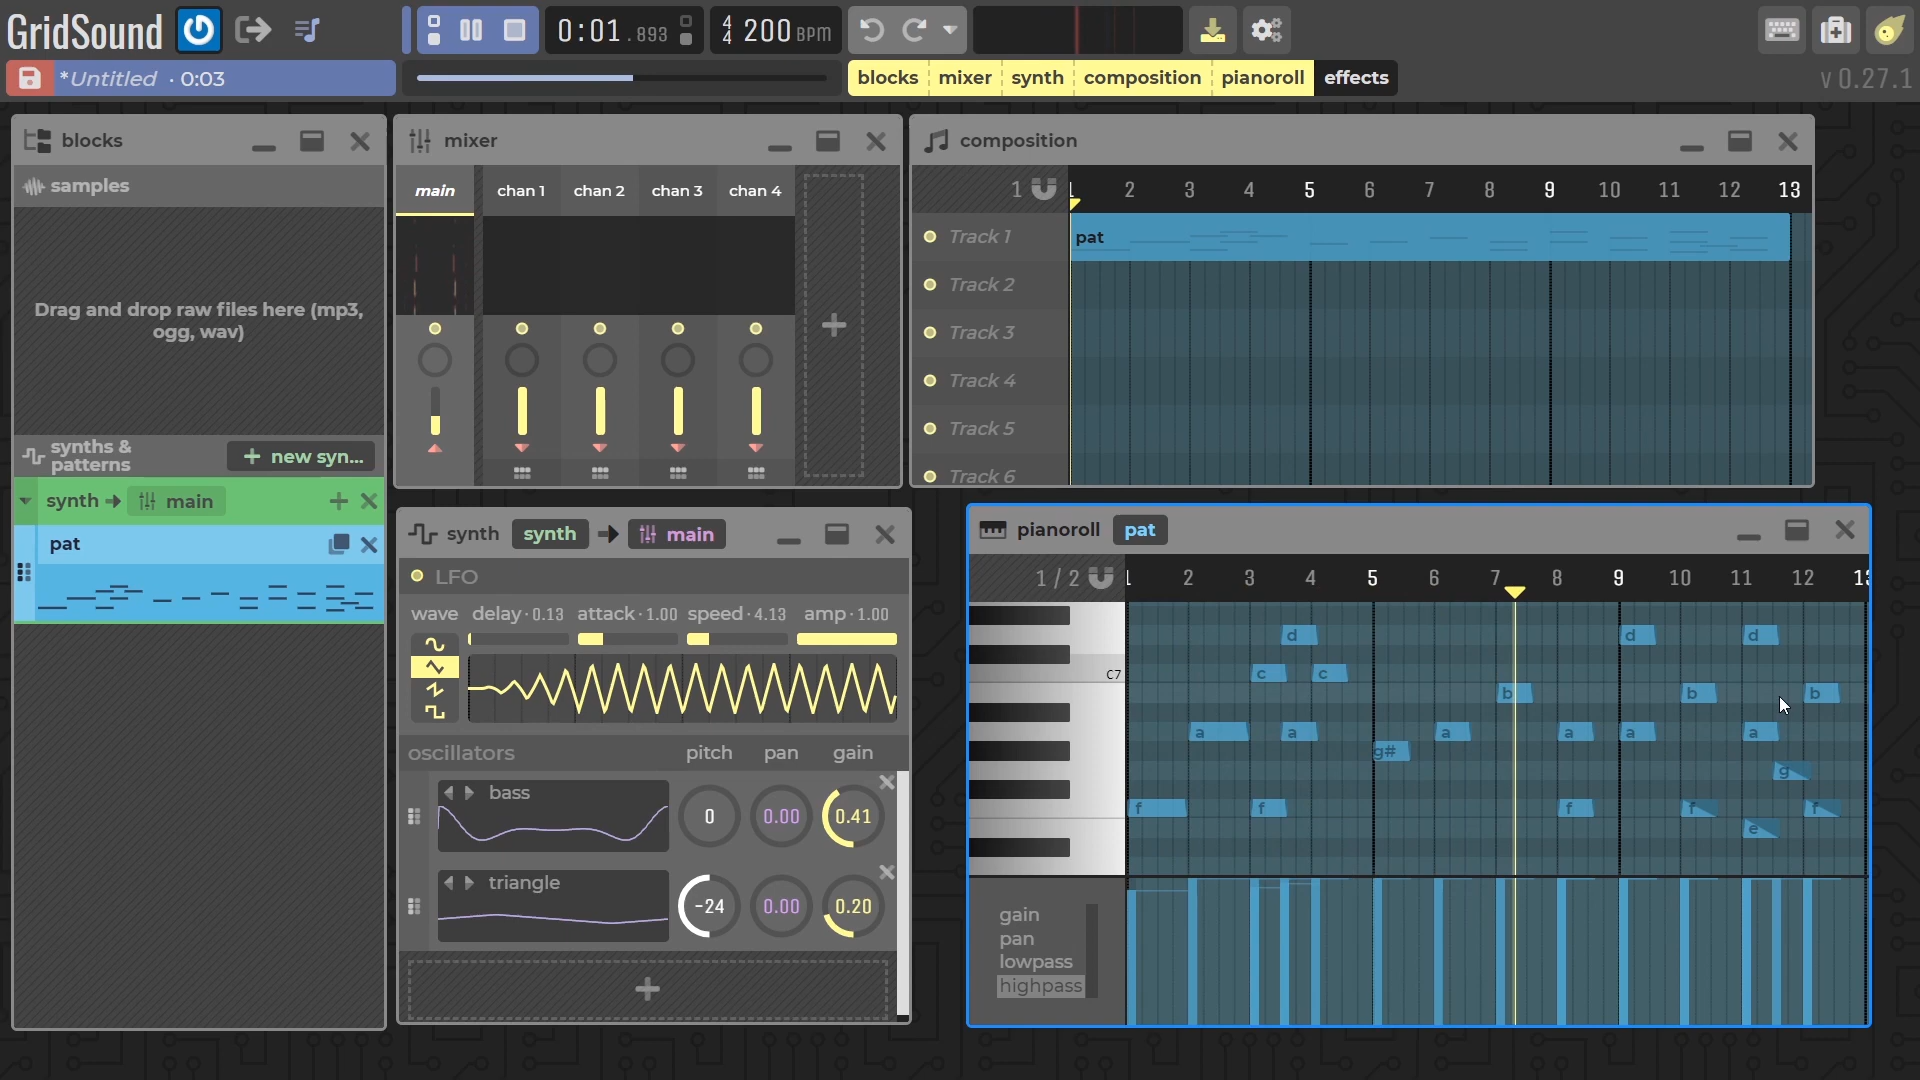 GridSound
0:01.893
4 4 200 BPM
*Untitled · 0:03
blocks mixer synth composition pianoroll effects
V 0.27.1
blocks
samples
Drag and drop raw files here (mp3,
ogg, wav)
synths &
patterns
+ new syn...
synth main
pat
mixer
main chan 1 chan 2 chan 3 chan 4
composition
1 1 2 3 4 5 6 7 8 9 10 11 12 13
Track 1
pat
Track 2
Track 3
Track 4
Track 5
Track 6
synth synth main
LFO
wave delay·0.13 attack·1.00 speed·4.13 amp·1.00
oscillators pitch pan gain
bass 0 0.00 0.41
triangle -24 0.00 0.20
pianoroll pat
1 / 2 1 2 3 4 5 6 7 8 9 10 11 12 13
d d d
C7 c c
b b b
a a a a a a
g#
g
f f f f f
e
gain
pan
lowpass
highpass